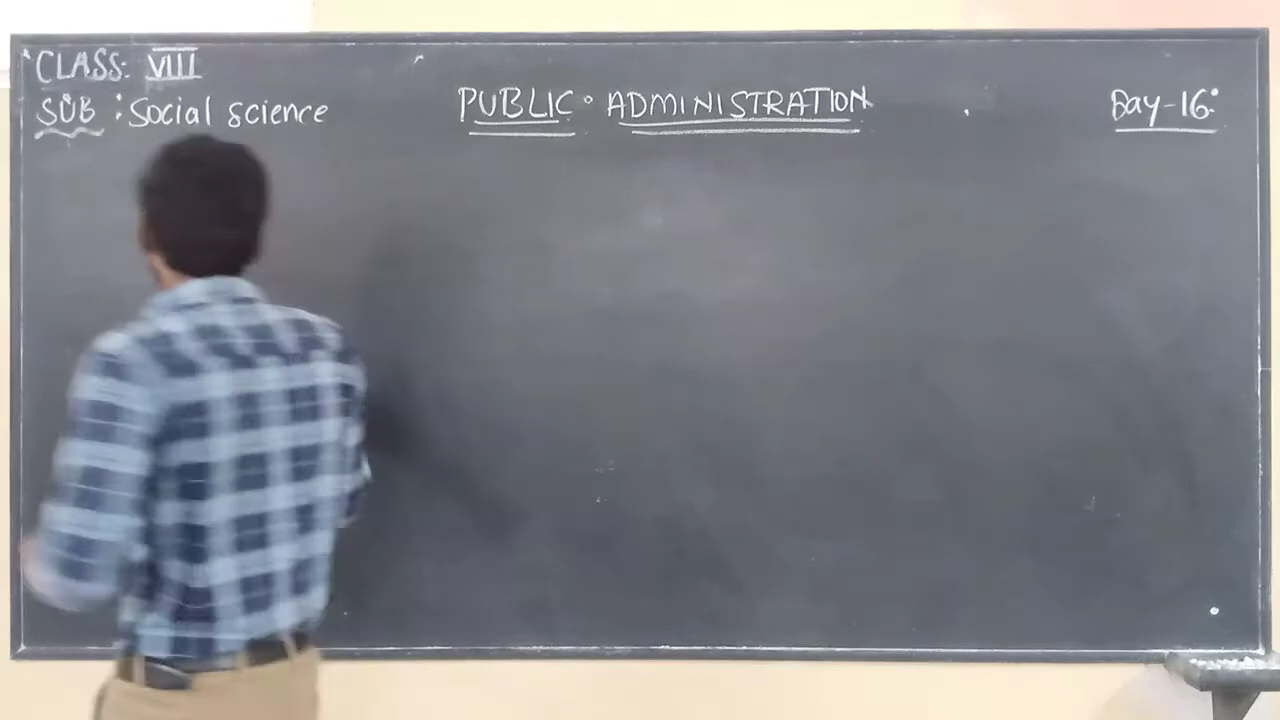 CLASS: VIII
SUB : Social science
PUBLIC ADMINISTRATION
Day-16